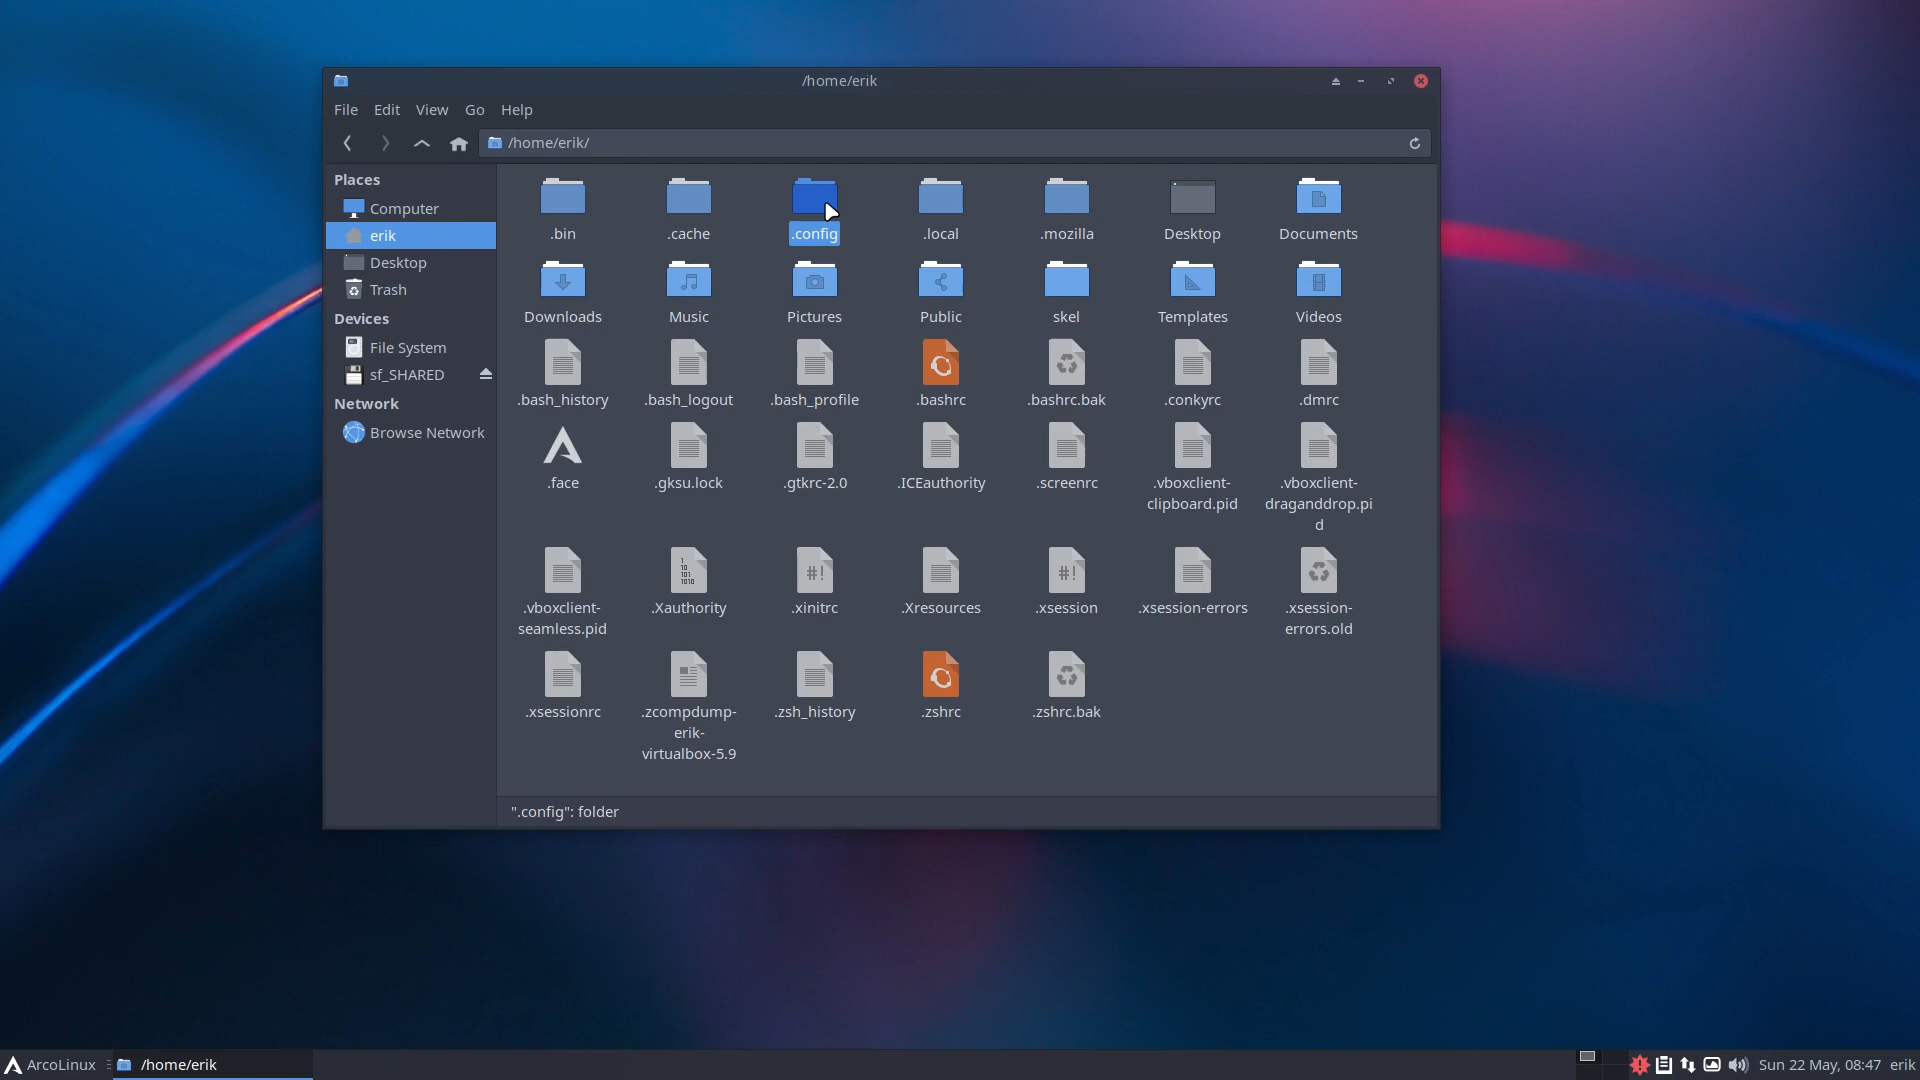 /home/erik
File Edit View Go Help
/home/erik/
Places
Computer
erik
Desktop
Trash
Devices
File System
sf_SHARED
Network
Browse Network
.bin .cache .config .local .mozilla Desktop Documents
Downloads Music Pictures Public skel Templates Videos
.bash_history .bash_logout .bash_profile .bashrc .bashrc.bak .conkyrc .dmrc
.face .gksu.lock .gtkrc-2.0 .ICEauthority .screenrc .vboxclient- .vboxclient-
clipboard.pid draganddrop.pi
d
.vboxclient- .Xauthority .xinitrc .Xresources .xsession .xsession-errors .xsession-
seamless.pid errors.old
.xsessionrc .zcompdump- .zsh_history .zshrc .zshrc.bak
erik-
virtualbox-5.9
".config": folder
ArcoLinux /home/erik Sun 22 May, 08:47 erik